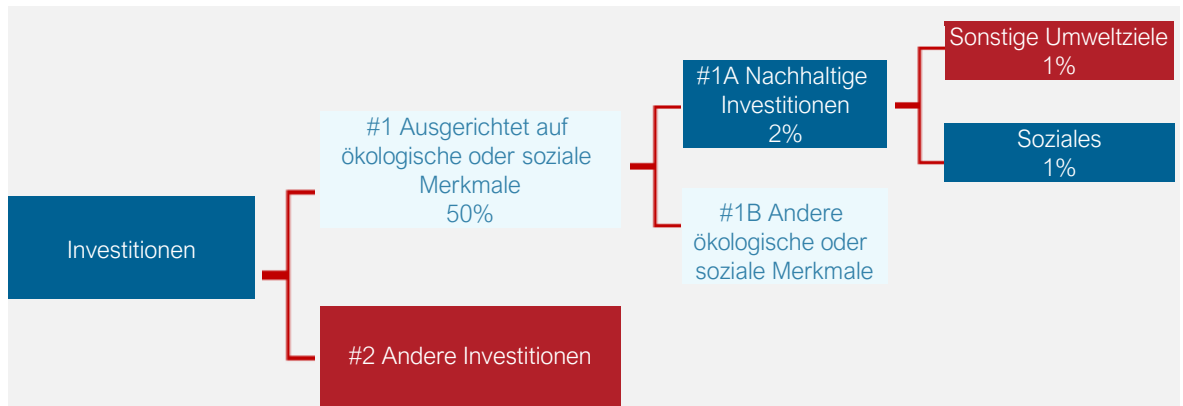 Investitionen
#1 Ausgerichtet auf
ökologische oder soziale
Merkmale
50%
#2 Andere Investitionen
#1A Nachhaltige
Investitionen
2%
#1B Andere
ökologische oder
soziale Merkmale
Sonstige Umweltziele
1%
Soziales
1%